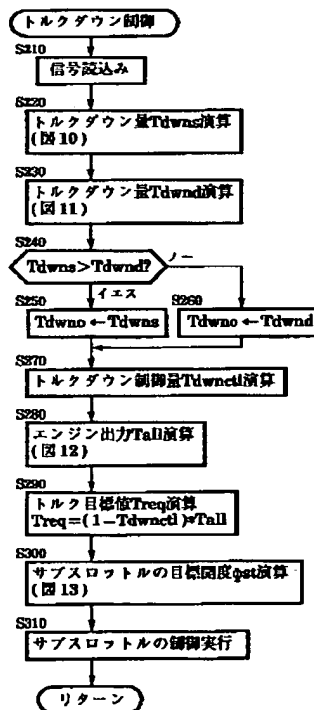 トルクダウン制御
S210
信号読込み
S220
トルクダウン量Tdwns演算
(図10)
S230
トルクダウン量Tdwnd演算
(図11)
S240
Tdwns>Tdwnd?
ノー
イエス
S250
Tdwno←Tdwns
S260
Tdwno←Tdwnd
S270
トルクダウン制御量Tdwnctl演算
S280
エンジン出力Tall演算
(図12)
S290
トルク目標値Treq演算
Treq=(1-Tdwnctl)*Tall
S300
サブスロットルの目標開度φst演算
(図13)
S310
サブスロットルの制御実行
リターン